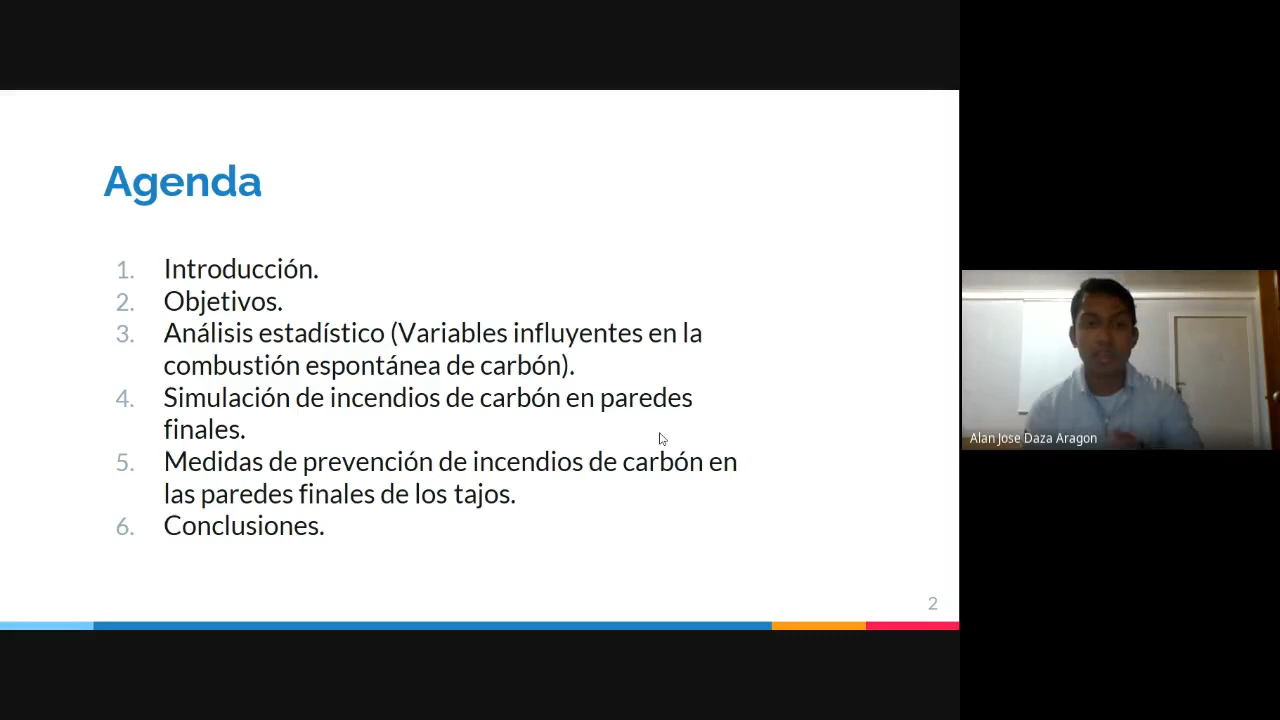 Agenda
1. Introducción.
2. Objetivos.
3. Análisis estadístico (Variables influyentes en la
combustión espontánea de carbón).
4. Simulación de incendios de carbón en paredes
finales.
5. Medidas de prevención de incendios de carbón en
las paredes finales de los tajos.
6. Conclusiones.
2
Alan Jose Daza Aragon